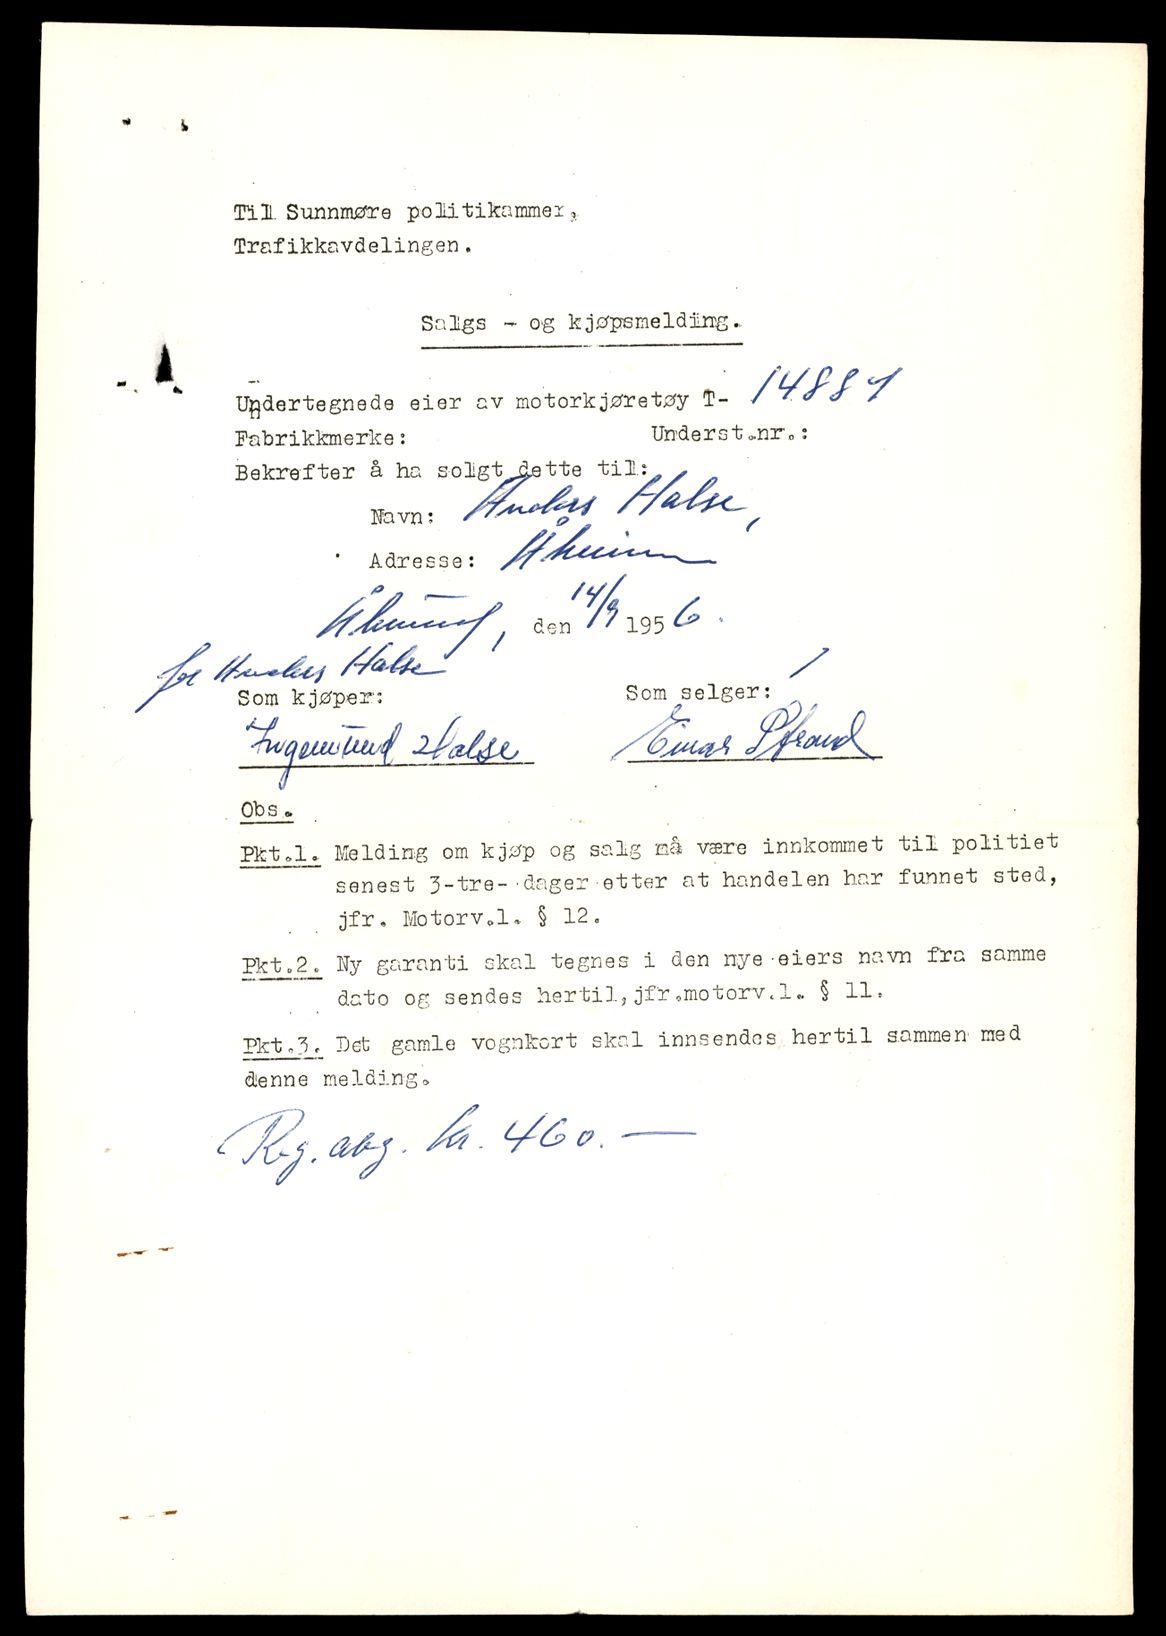 Til Sunnmøre politikammer,
Trafikkavdelingen.
Salgs - og kjøpsmelding.
Undertegnede eier av motorkjøretøy T- 14881
Fabrikkmerke: Underst.nr.:
Bekrefter å ha solgt dette til:
Navn: Anders Halse,
Adresse: Åheim
Åheim, den 14/9 1956.
for Anders Halse
Som kjøper: Som selger:
Ingemund Halse Einar
Obs.
Pkt.1. Melding om kjøp og salg må være innkommet til politiet
senest 3-tre- dager etter at handelen har funnet sted,
jfr. Motorv.l. § 12.
Pkt.2. Ny garanti skal tegnes i den nye eiers navn fra samme
dato og sendes hertil, jfr.motorv.l. § 11.
Pkt.3. Det gamle vognkort skal innsendes hertil sammen med
denne melding.
Reg. avg. kr. 460. —